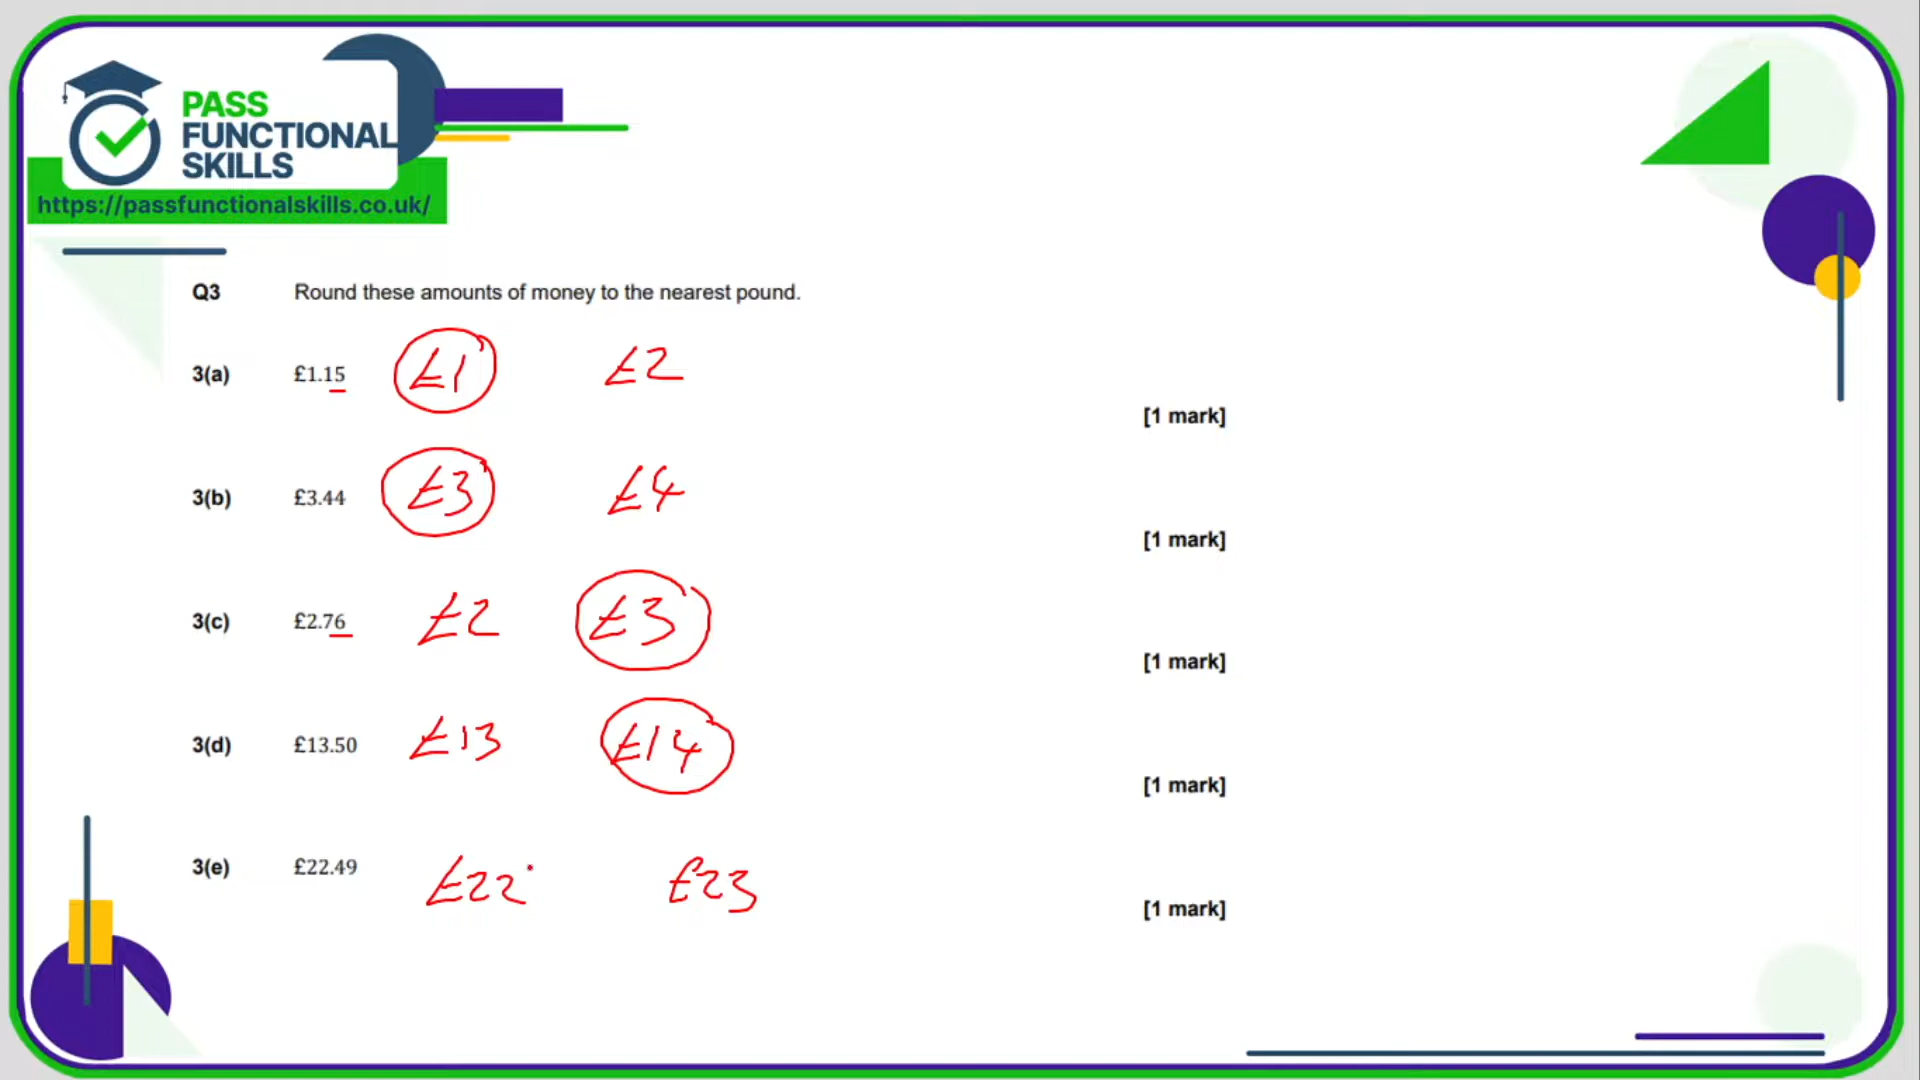 PASS
FUNCTIONAL
SKILLS
https://passfunctionalskills.co.uk/
Q3 Round these amounts of money to the nearest pound.
3(a) £1.15 £1 £2
[1 mark]
3(b) £3.44 £3 £4
[1 mark]
3(c) £2.76 £2 £3
[1 mark]
3(d) £13.50 £13 £14
[1 mark]
3(e) £22.49 £22 £23
[1 mark]